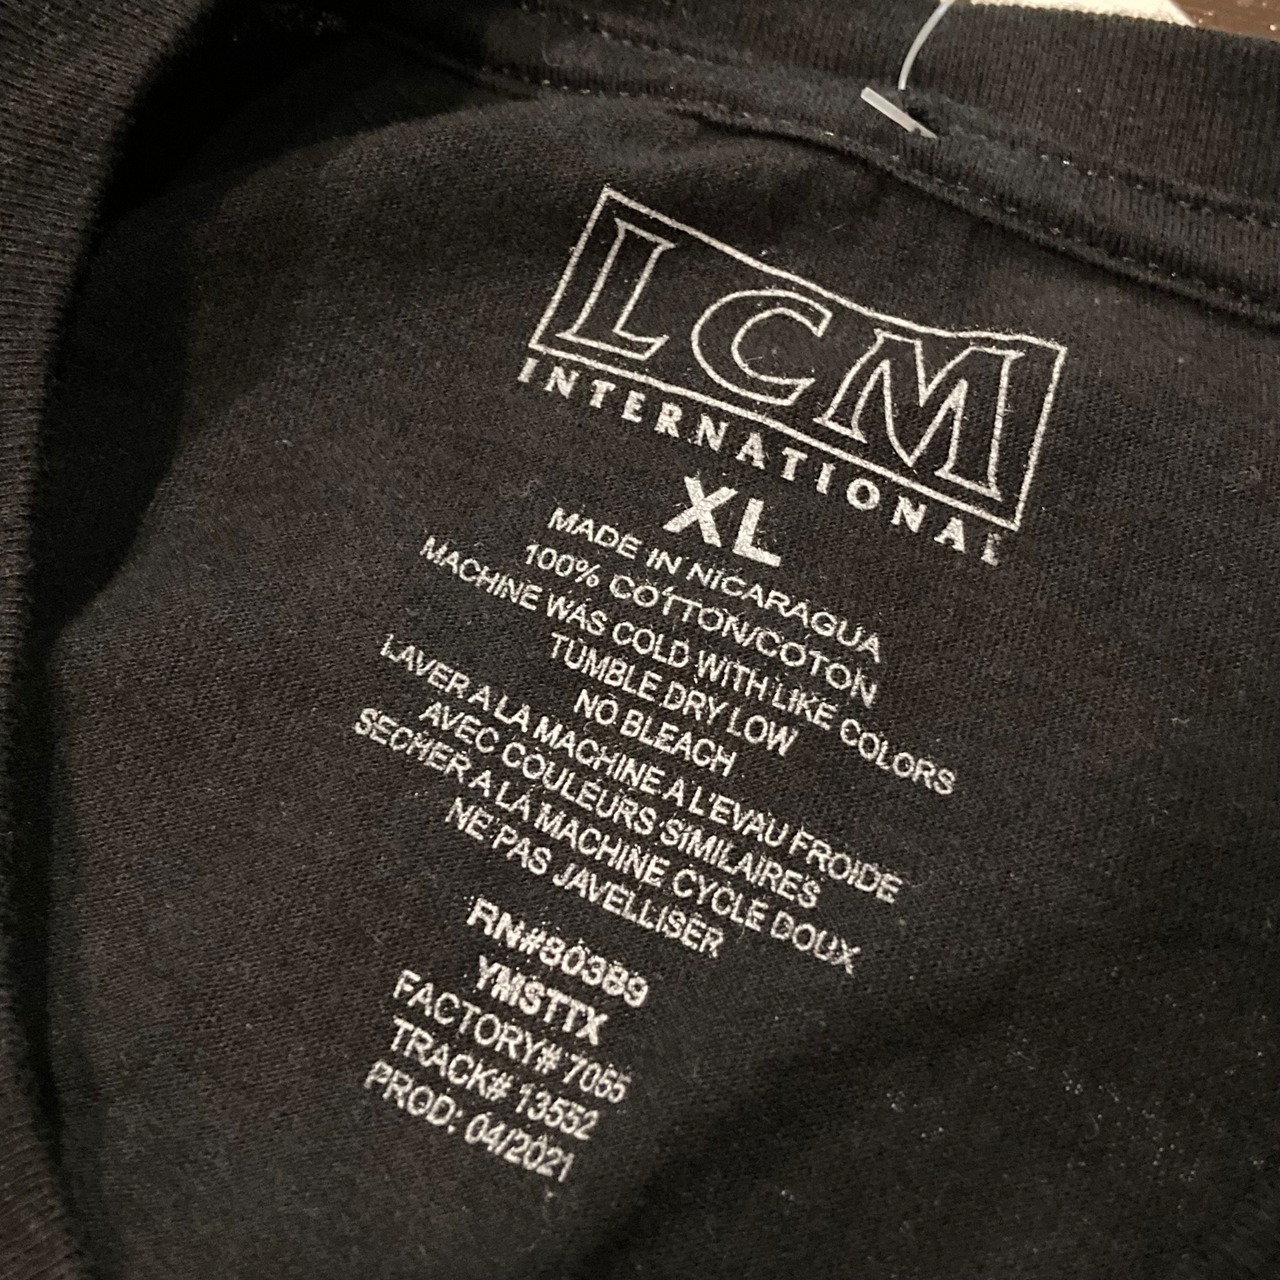 LCM
INTERNATIONAL
XL
MADE IN NICARAGUA
100% COTTON/COTON
MACHINE WAS COLD WITH LIKE COLORS
TUMBLE DRY LOW
NO BLEACH
LAVER A LA MACHINE A L'EVAU FROIDE
AVEC COULEURS SIMILAIRES
SECHER A LA MACHINE CYCLE DOUX
NE PAS JAVELLISER
RN#80389
YMSTTX
FACTORY# 7055
TRACK# 13552
PROD: 04/2021